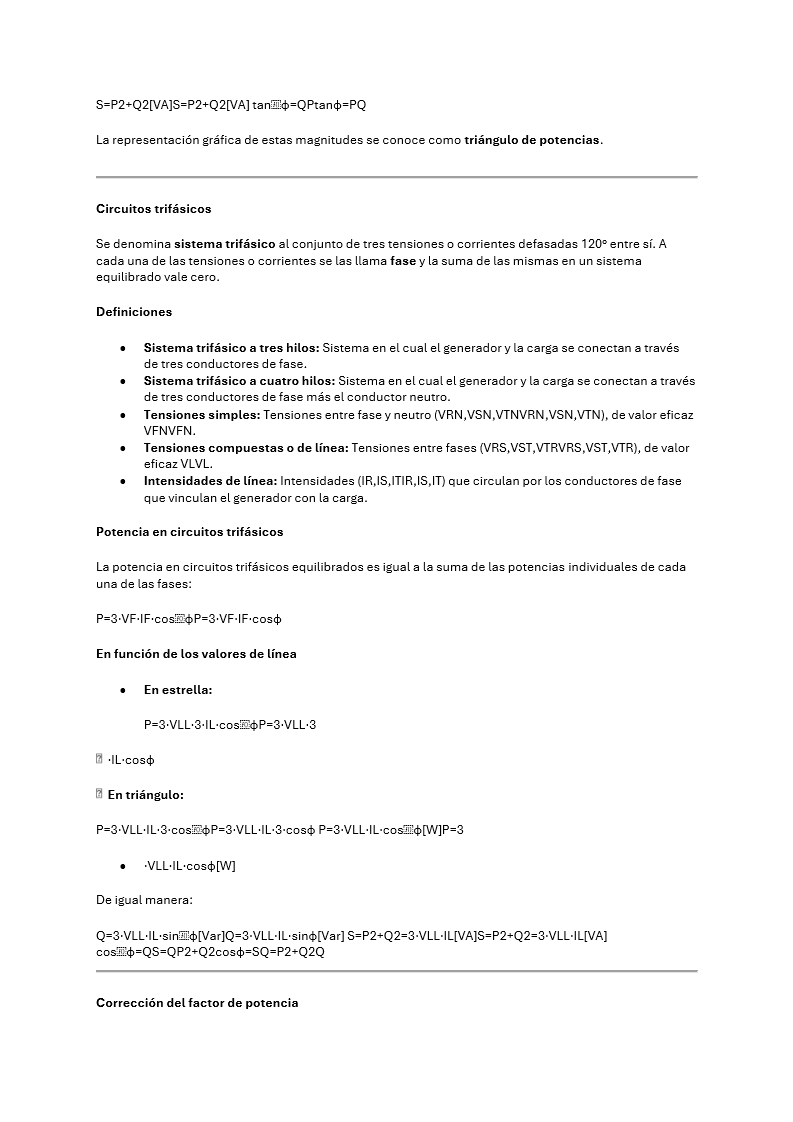 S=P2+Q2[VA]S=P2+Q2[VA] tanϕ=QPtanϕ=PQ
La representación gráfica de estas magnitudes se conoce como triángulo de potencias.
Circuitos trifásicos
Se denomina sistema trifásico al conjunto de tres tensiones o corrientes defasadas 120º entre sí. A
cada una de las tensiones o corrientes se las llama fase y la suma de las mismas en un sistema
equilibrado vale cero.
Definiciones
• Sistema trifásico a tres hilos: Sistema en el cual el generador y la carga se conectan a través
de tres conductores de fase.
• Sistema trifásico a cuatro hilos: Sistema en el cual el generador y la carga se conectan a través
de tres conductores de fase más el conductor neutro.
• Tensiones simples: Tensiones entre fase y neutro (VRN,VSN,VTNVRN,VSN,VTN), de valor eficaz
VFNVFN.
• Tensiones compuestas o de línea: Tensiones entre fases (VRS,VST,VTRVRS,VST,VTR), de valor
eficaz VLVL.
• Intensidades de línea: Intensidades (IR,IS,ITIR,IS,IT) que circulan por los conductores de fase
que vinculan el generador con la carga.
Potencia en circuitos trifásicos
La potencia en circuitos trifásicos equilibrados es igual a la suma de las potencias individuales de cada
una de las fases:
P=3·VF·IF·cosϕP=3·VF·IF·cosϕ
En función de los valores de línea
• En estrella:
P=3·VLL·3·IL·cosϕP=3·VLL·3
·IL·cosϕ
En triángulo:
P=3·VLL·IL·3·cosϕP=3·VLL·IL·3·cosϕ P=3·VLL·IL·cosϕ[W]P=3
• ·VLL·IL·cosϕ[W]
De igual manera:
Q=3·VLL·IL·sinϕ[Var]Q=3·VLL·IL·sinϕ[Var] S=P2+Q2=3·VLL·IL[VA]S=P2+Q2=3·VLL·IL[VA]
cosϕ=QS=QP2+Q2cosϕ=SQ=P2+Q2Q
Corrección del factor de potencia